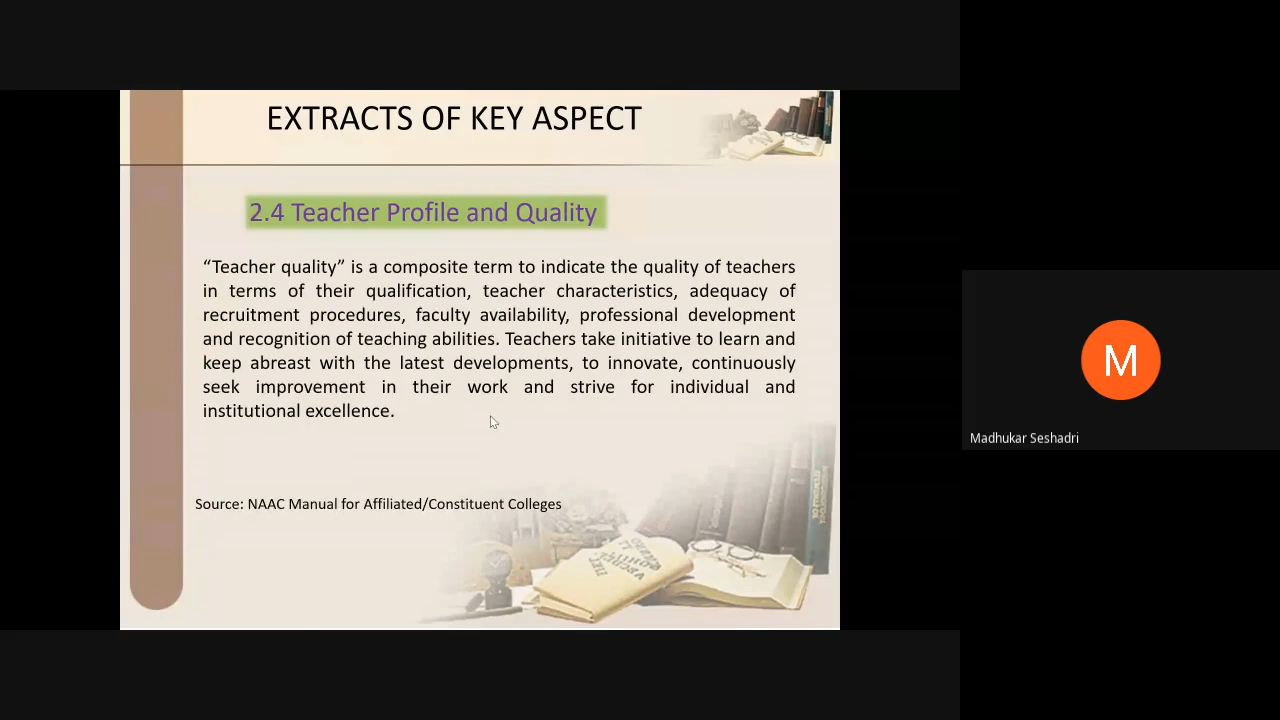 EXTRACTS OF KEY ASPECT
2.4 Teacher Profile and Quality
“Teacher quality” is a composite term to indicate the quality of teachers
in terms of their qualification, teacher characteristics, adequacy of
recruitment procedures, faculty availability, professional development
and recognition of teaching abilities. Teachers take initiative to learn and
keep abreast with the latest developments, to innovate, continuously
seek improvement in their work and strive for individual and
institutional excellence.
Source: NAAC Manual for Affiliated/Constituent Colleges
M
Madhukar Seshadri